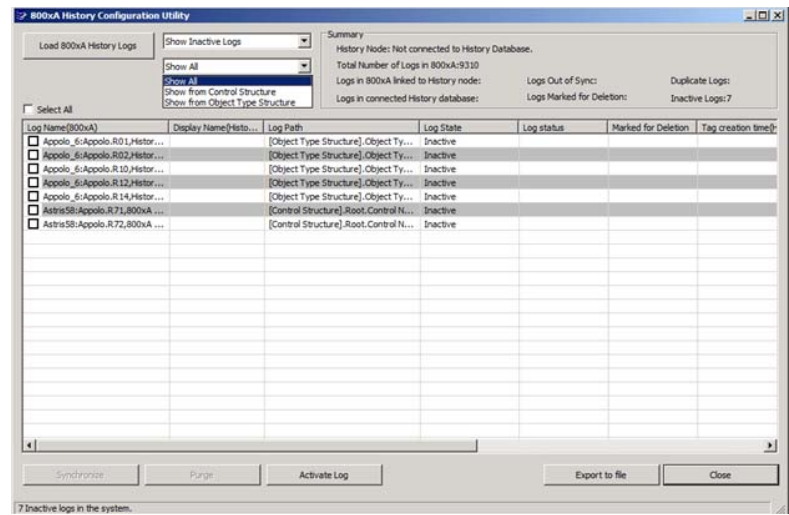 800xA History Configuration Utility
Load 800xA History Logs
Show Inactive Logs
Show All
Show All
Show from Control Structure
Show from Object Type Structure
Select All
Summary
History Node: Not connected to History Database.
Total Number of Logs in 800xA:9310
Logs in 800xA linked to History node: Logs Out of Sync: Duplicate Logs:
Logs in connected History database: Logs Marked for Deletion: Inactive Logs:7
Log Name(800xA) Display Name(Histo... Log Path Log State Log status Marked for Deletion Tag creation time(H
Appolo_6:Appolo.R01,Histor... [Object Type Structure].Object Ty... Inactive
Appolo_6:Appolo.R02,Histor... [Object Type Structure].Object Ty... Inactive
Appolo_6:Appolo.R10,Histor... [Object Type Structure].Object Ty... Inactive
Appolo_6:Appolo.R12,Histor... [Object Type Structure].Object Ty... Inactive
Appolo_6:Appolo.R14,Histor... [Object Type Structure].Object Ty... Inactive
Astris58:Appolo.R71,800xA ... [Control Structure].Root.Control N... Inactive
Astris58:Appolo.R72,800xA ... [Control Structure].Root.Control N... Inactive
Synchronize Purge Activate Log Export to file Close
7 Inactive logs in the system.